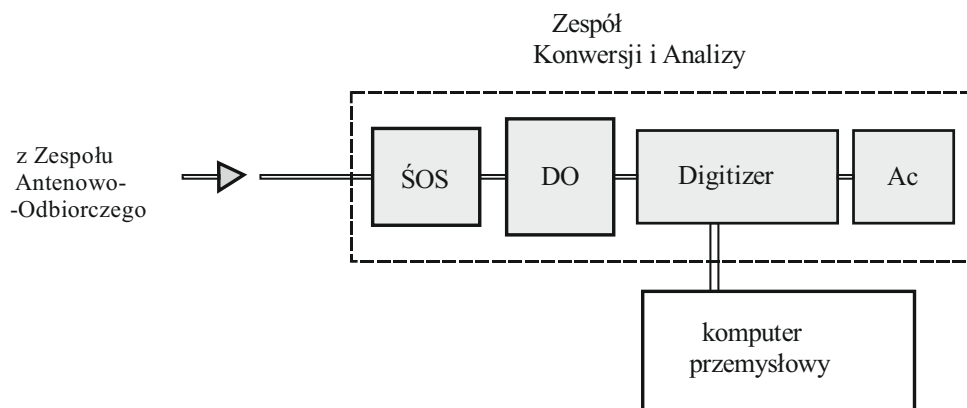 Zespół
Konwersji i Analizy
z Zespołu
Antenowo-
-Odbiorczego
ŚOS
DO
Digitizer
Ac
komputer
przemysłowy